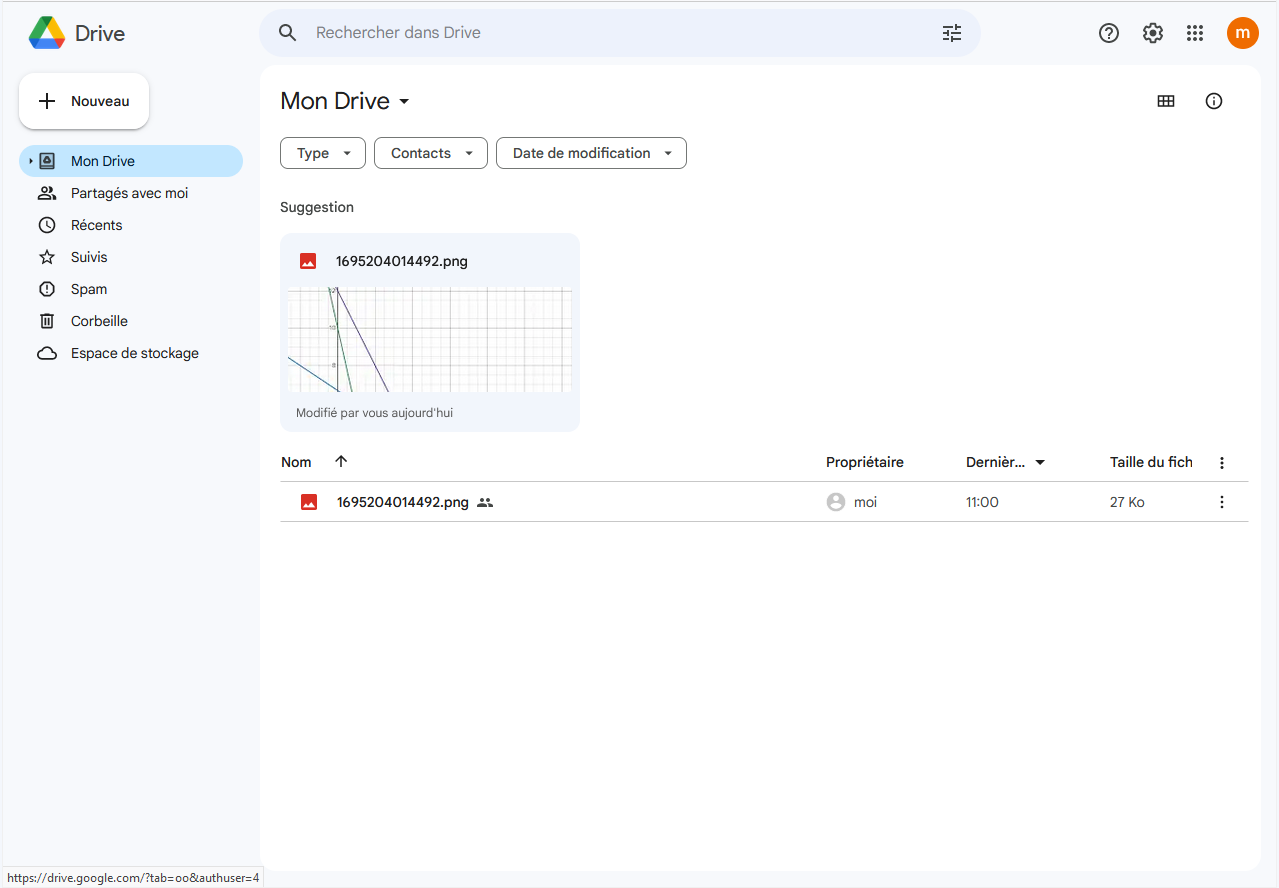 Drive
Rechercher dans Drive
m
Nouveau
Mon Drive
Partagés avec moi
Récents
Suivis
Spam
Corbeille
Espace de stockage
Mon Drive
Type Contacts Date de modification
Suggestion
1695204014492.png
10
8
Modifié par vous aujourd'hui
Nom Propriétaire Dernièr... Taille du fich
1695204014492.png moi 11:00 27 Ko
https://drive.google.com/?tab=oo&authuser=4